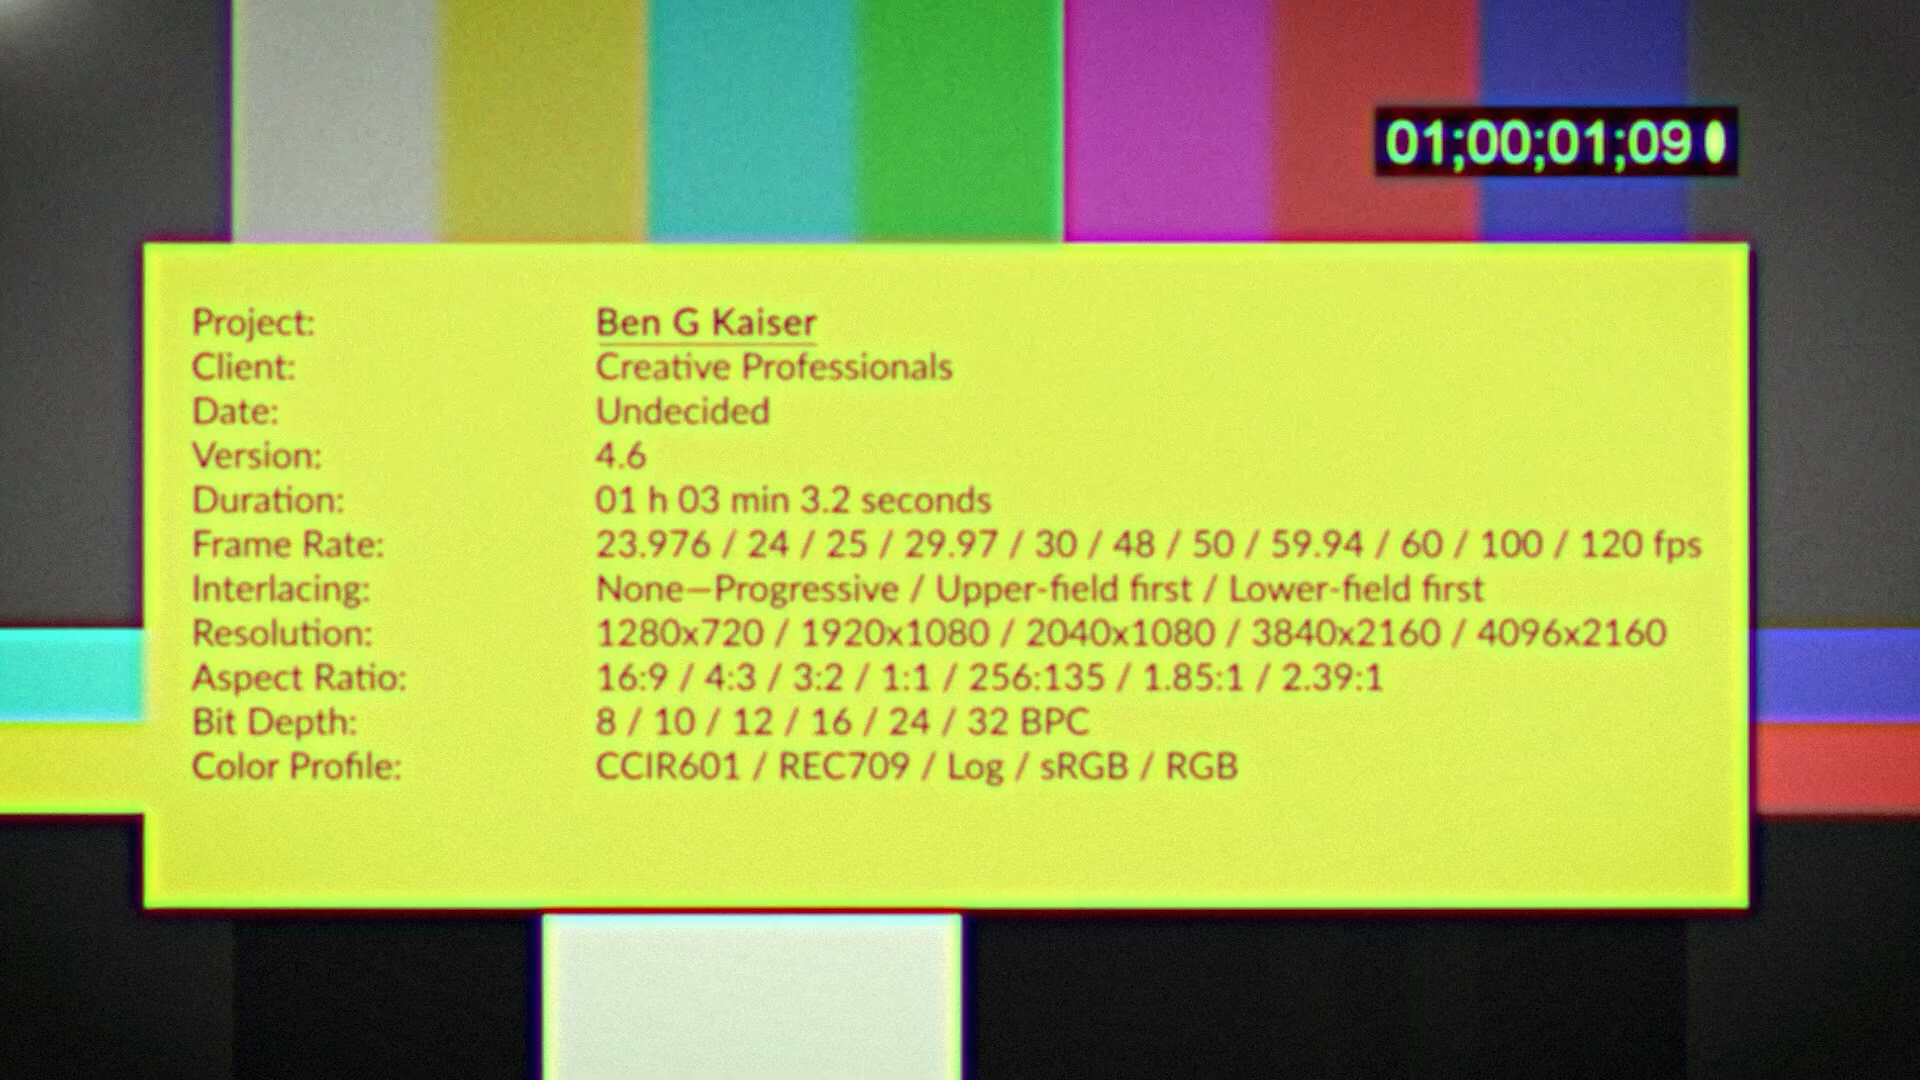 01;00;01;09
Project: Ben G Kaiser
Client: Creative Professionals
Date: Undecided
Version: 4.6
Duration: 01 h 03 min 3.2 seconds
Frame Rate: 23.976 / 24 / 25 / 29.97 / 30 / 48 / 50 / 59.94 / 60 / 100 / 120 fps
Interlacing: None—Progressive / Upper-field first / Lower-field first
Resolution: 1280x720 / 1920x1080 / 2040x1080 / 3840x2160 / 4096x2160
Aspect Ratio: 16:9 / 4:3 / 3:2 / 1:1 / 256:135 / 1.85:1 / 2.39:1
Bit Depth: 8 / 10 / 12 / 16 / 24 / 32 BPC
Color Profile: CCIR601 / REC709 / Log / sRGB / RGB